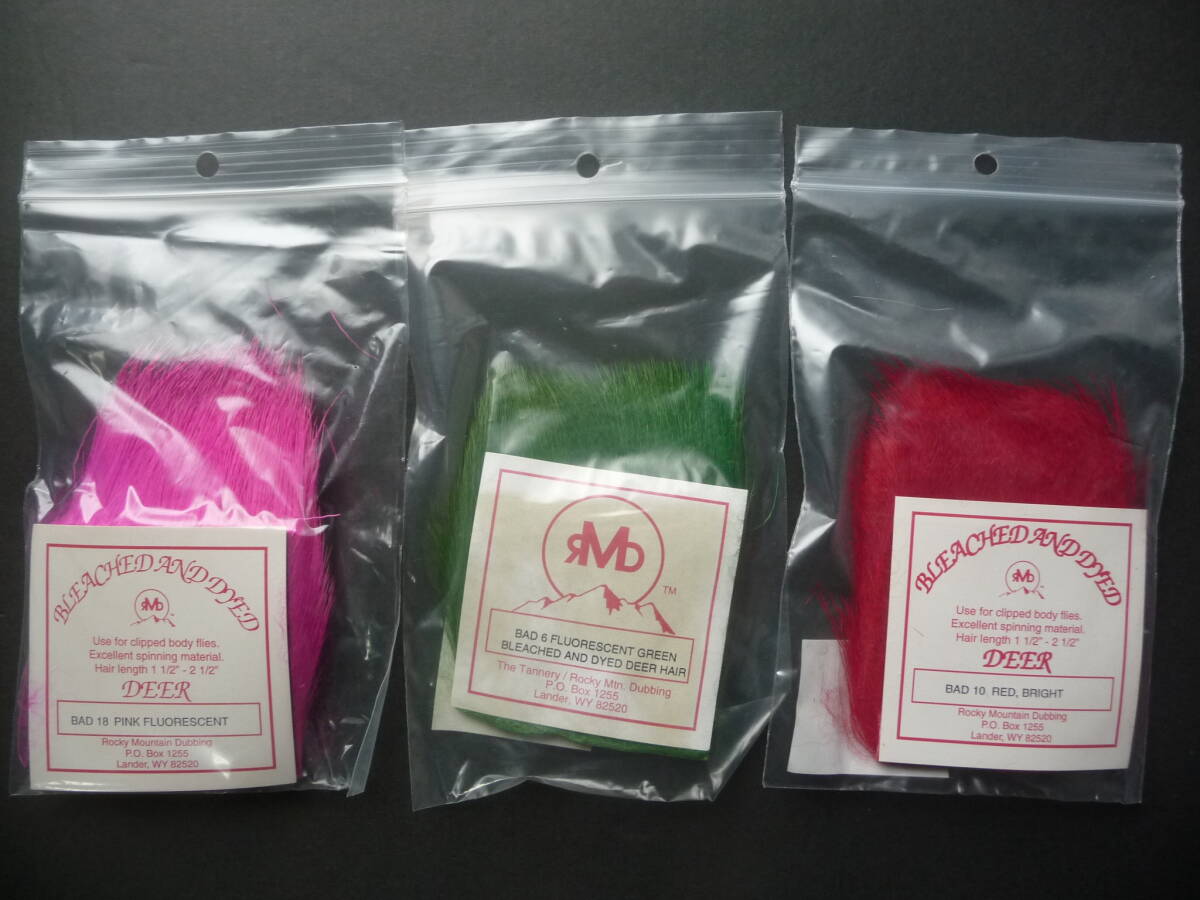 BLEACHED AND DYED
RMD
Use for clipped body flies.
Excellent spinning material.
Hair length 1 1/2" - 2 1/2"
DEER
BAD 18 PINK FLUORESCENT
Rocky Mountain Dubbing
P.O. Box 1255
Lander, WY 82520
RMD
TM
BAD 6 FLUORESCENT GREEN
BLEACHED AND DYED DEER HAIR
The Tannery / Rocky Mtn. Dubbing
P.O. Box 1255
Lander, WY 82520
BLEACHED AND DYED
RMD
Use for clipped body flies.
Excellent spinning material.
Hair length 1 1/2" - 2 1/2"
DEER
BAD 10 RED, BRIGHT
Rocky Mountain Dubbing
P.O. Box 1255
Lander, WY 82520